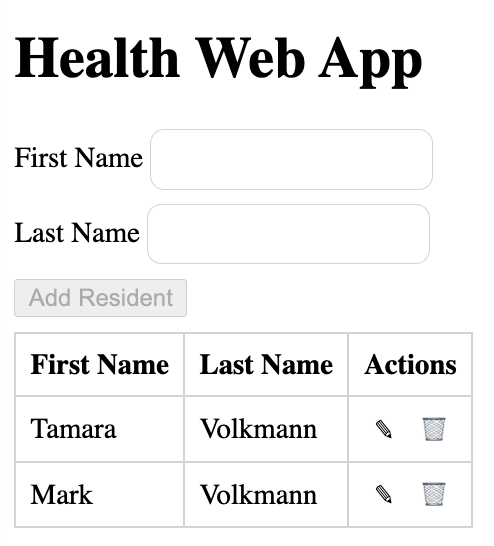 Health Web App
First Name
Last Name
Add Resident
First Name Last Name Actions
Tamara Volkmann
Mark Volkmann